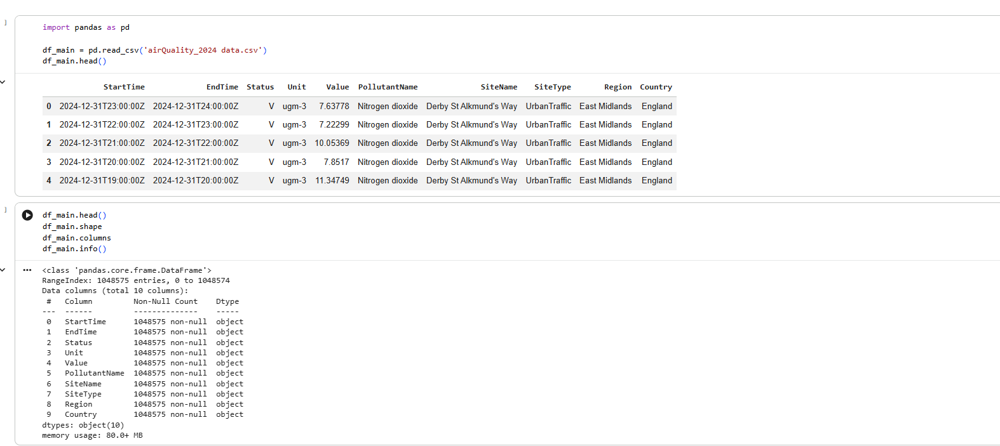 import pandas as pd
df_main = pd.read_csv('airQuality_2024 data.csv')
df_main.head()
StartTime EndTime Status Unit Value PollutantName SiteName SiteType Region Country
0 2024-12-31T23:00:00Z 2024-12-31T24:00:00Z V ugm-3 7.63778 Nitrogen dioxide Derby St Alkmund's Way UrbanTraffic East Midlands England
1 2024-12-31T22:00:00Z 2024-12-31T23:00:00Z V ugm-3 7.22299 Nitrogen dioxide Derby St Alkmund's Way UrbanTraffic East Midlands England
2 2024-12-31T21:00:00Z 2024-12-31T22:00:00Z V ugm-3 10.05369 Nitrogen dioxide Derby St Alkmund's Way UrbanTraffic East Midlands England
3 2024-12-31T20:00:00Z 2024-12-31T21:00:00Z V ugm-3 7.8517 Nitrogen dioxide Derby St Alkmund's Way UrbanTraffic East Midlands England
4 2024-12-31T19:00:00Z 2024-12-31T20:00:00Z V ugm-3 11.34749 Nitrogen dioxide Derby St Alkmund's Way UrbanTraffic East Midlands England
]
df_main.head()
df_main.shape
df_main.columns
df_main.info()
<class 'pandas.core.frame.DataFrame'>
RangeIndex: 1048575 entries, 0 to 1048574
Data columns (total 10 columns):
# Column Non-Null Count Dtype
--- ------ -------------- -----
0 StartTime 1048575 non-null object
1 EndTime 1048575 non-null object
2 Status 1048575 non-null object
3 Unit 1048575 non-null object
4 Value 1048575 non-null object
5 PollutantName 1048575 non-null object
6 SiteName 1048575 non-null object
7 SiteType 1048575 non-null object
8 Region 1048575 non-null object
9 Country 1048575 non-null object
dtypes: object(10)
memory usage: 80.0+ MB